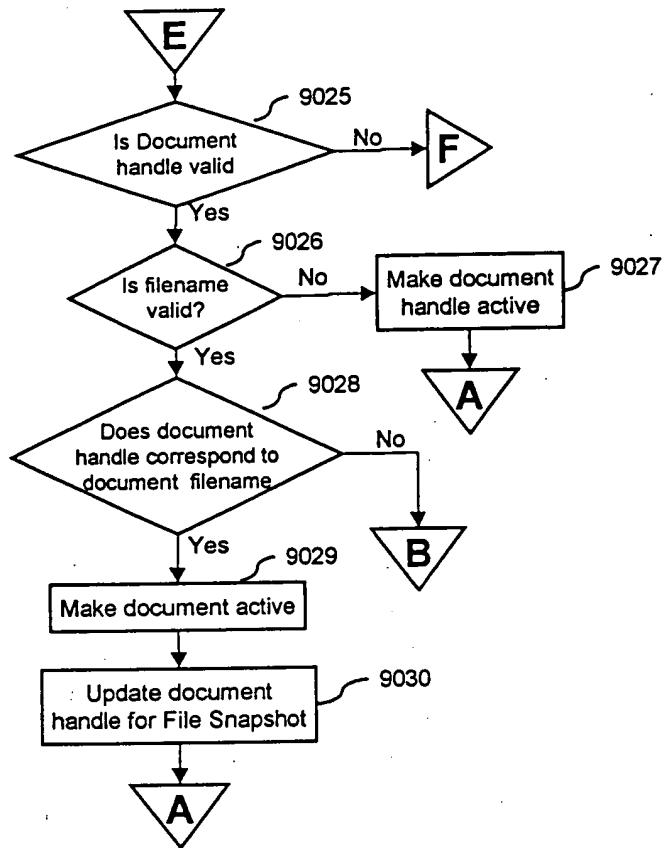 E
9025
Is Document
handle valid
No
F
Yes
9026
Is filename
valid?
No
Make document
handle active
9027
A
Yes
9028
Does document
handle correspond to
document filename
No
B
Yes
9029
Make document active
Update document
handle for File Snapshot
9030
A